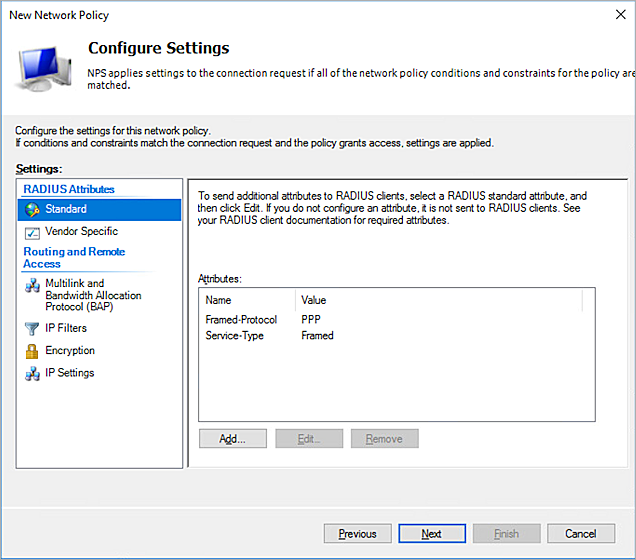 New Network Policy
Configure Settings
NPS applies settings to the connection request if all of the network policy conditions and constraints for the policy are
matched.
Configure the settings for this network policy.
If conditions and constraints match the connection request and the policy grants access, settings are applied.
Settings:
RADIUS Attributes
Standard
Vendor Specific
Routing and Remote
Access
Multilink and
Bandwidth Allocation
Protocol (BAP)
IP Filters
Encryption
IP Settings
To send additional attributes to RADIUS clients, select a RADIUS standard attribute, and
then click Edit. If you do not configure an attribute, it is not sent to RADIUS clients. See
your RADIUS client documentation for required attributes.
Attributes:
Name Value
Framed-Protocol PPP
Service-Type Framed
Add... Edit... Remove
Previous Next Finish Cancel